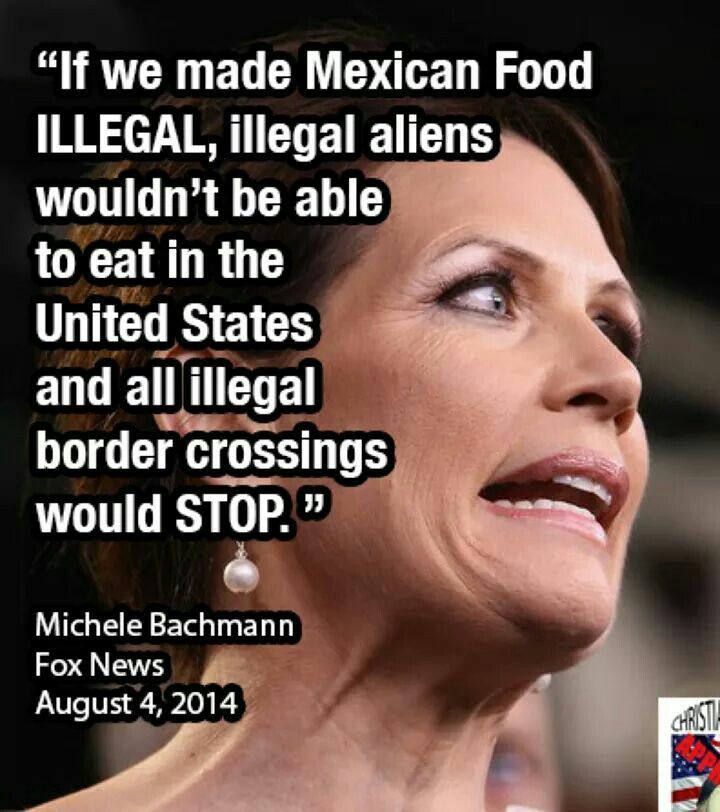 “If we made Mexican Food
ILLEGAL, illegal aliens
wouldn’t be able
to eat in the
United States
and all illegal
border crossings
would STOP. ”
Michele Bachmann
Fox News
August 4, 2014